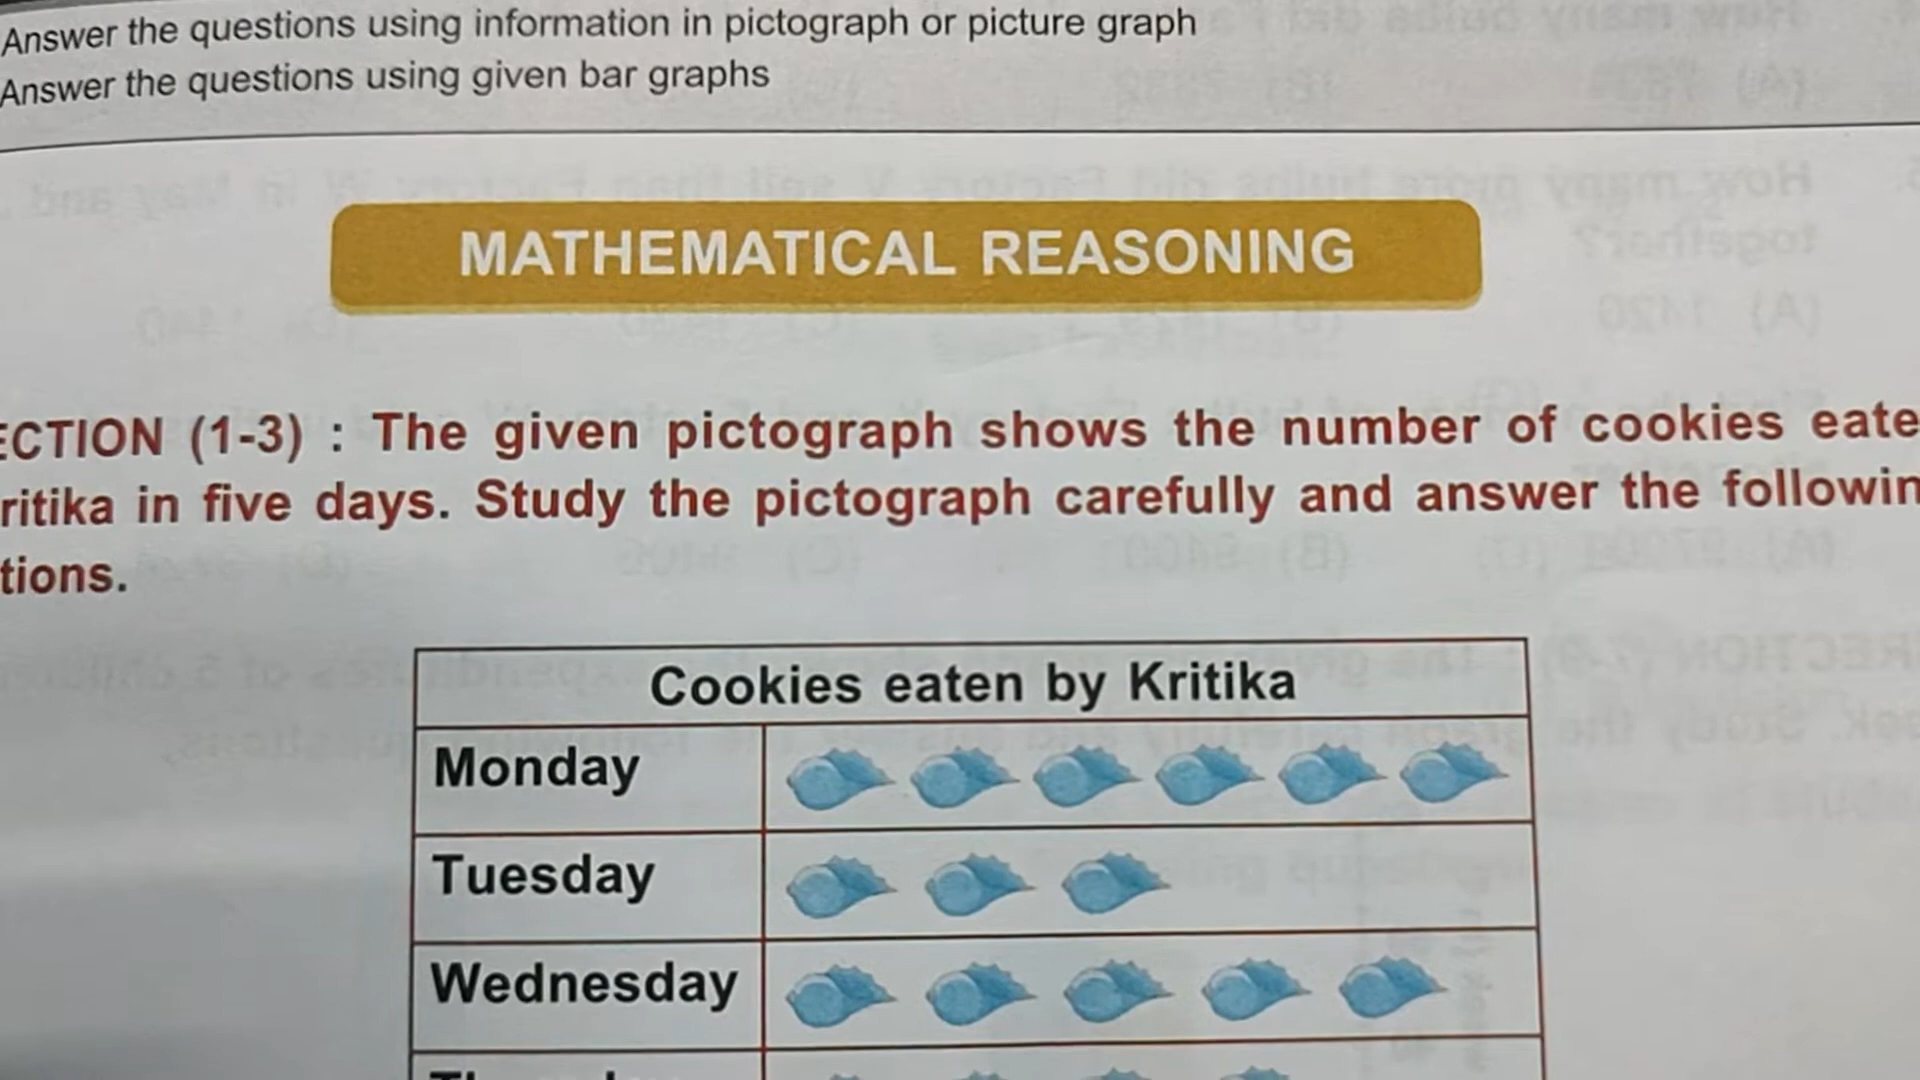 Answer the questions using information in pictograph or picture graph
Answer the questions using given bar graphs
MATHEMATICAL REASONING
ECTION (1-3) : The given pictograph shows the number of cookies eate
ritika in five days. Study the pictograph carefully and answer the followin
tions.
Cookies eaten by Kritika
Monday
Tuesday
Wednesday